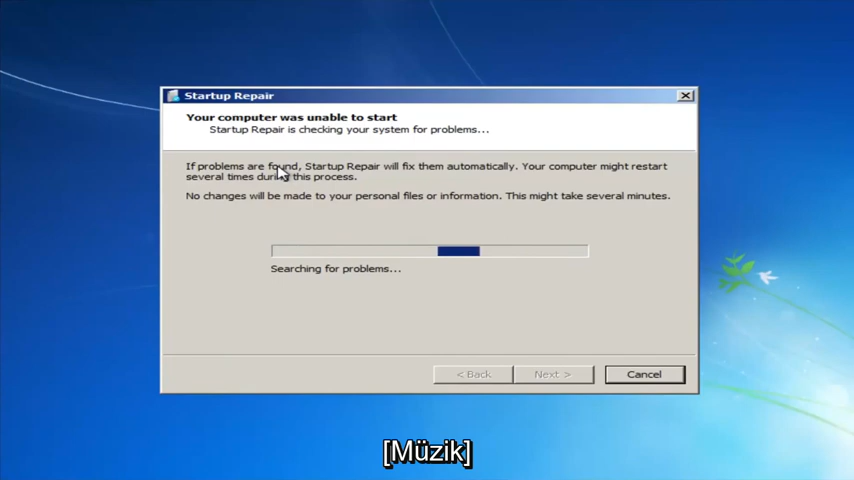 Startup Repair
Your computer was unable to start
Startup Repair is checking your system for problems...
If problems are found, Startup Repair will fix them automatically. Your computer might restart
several times during this process.
No changes will be made to your personal files or information. This might take several minutes.
Searching for problems...
< Back
Next >
Cancel
[Müzik]